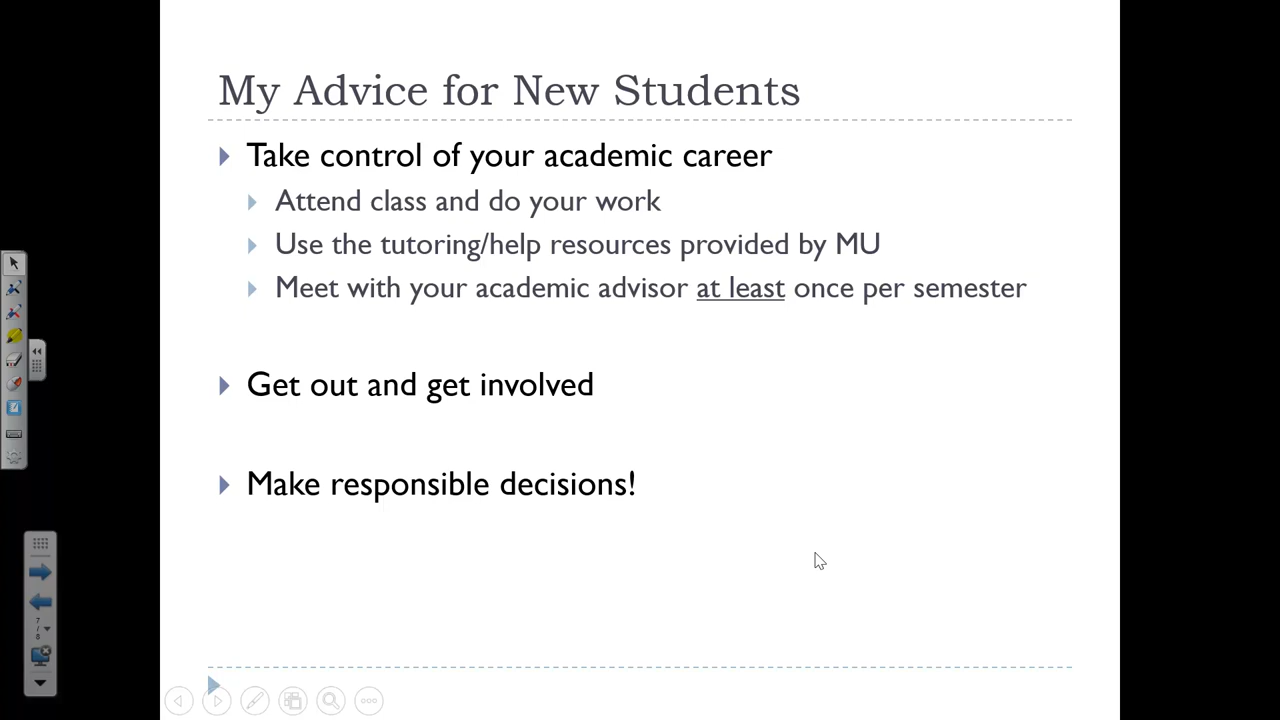 My Advice for New Students
Take control of your academic career
Attend class and do your work
Use the tutoring/help resources provided by MU
Meet with your academic advisor at least once per semester
Get out and get involved
Make responsible decisions!
7
/
8